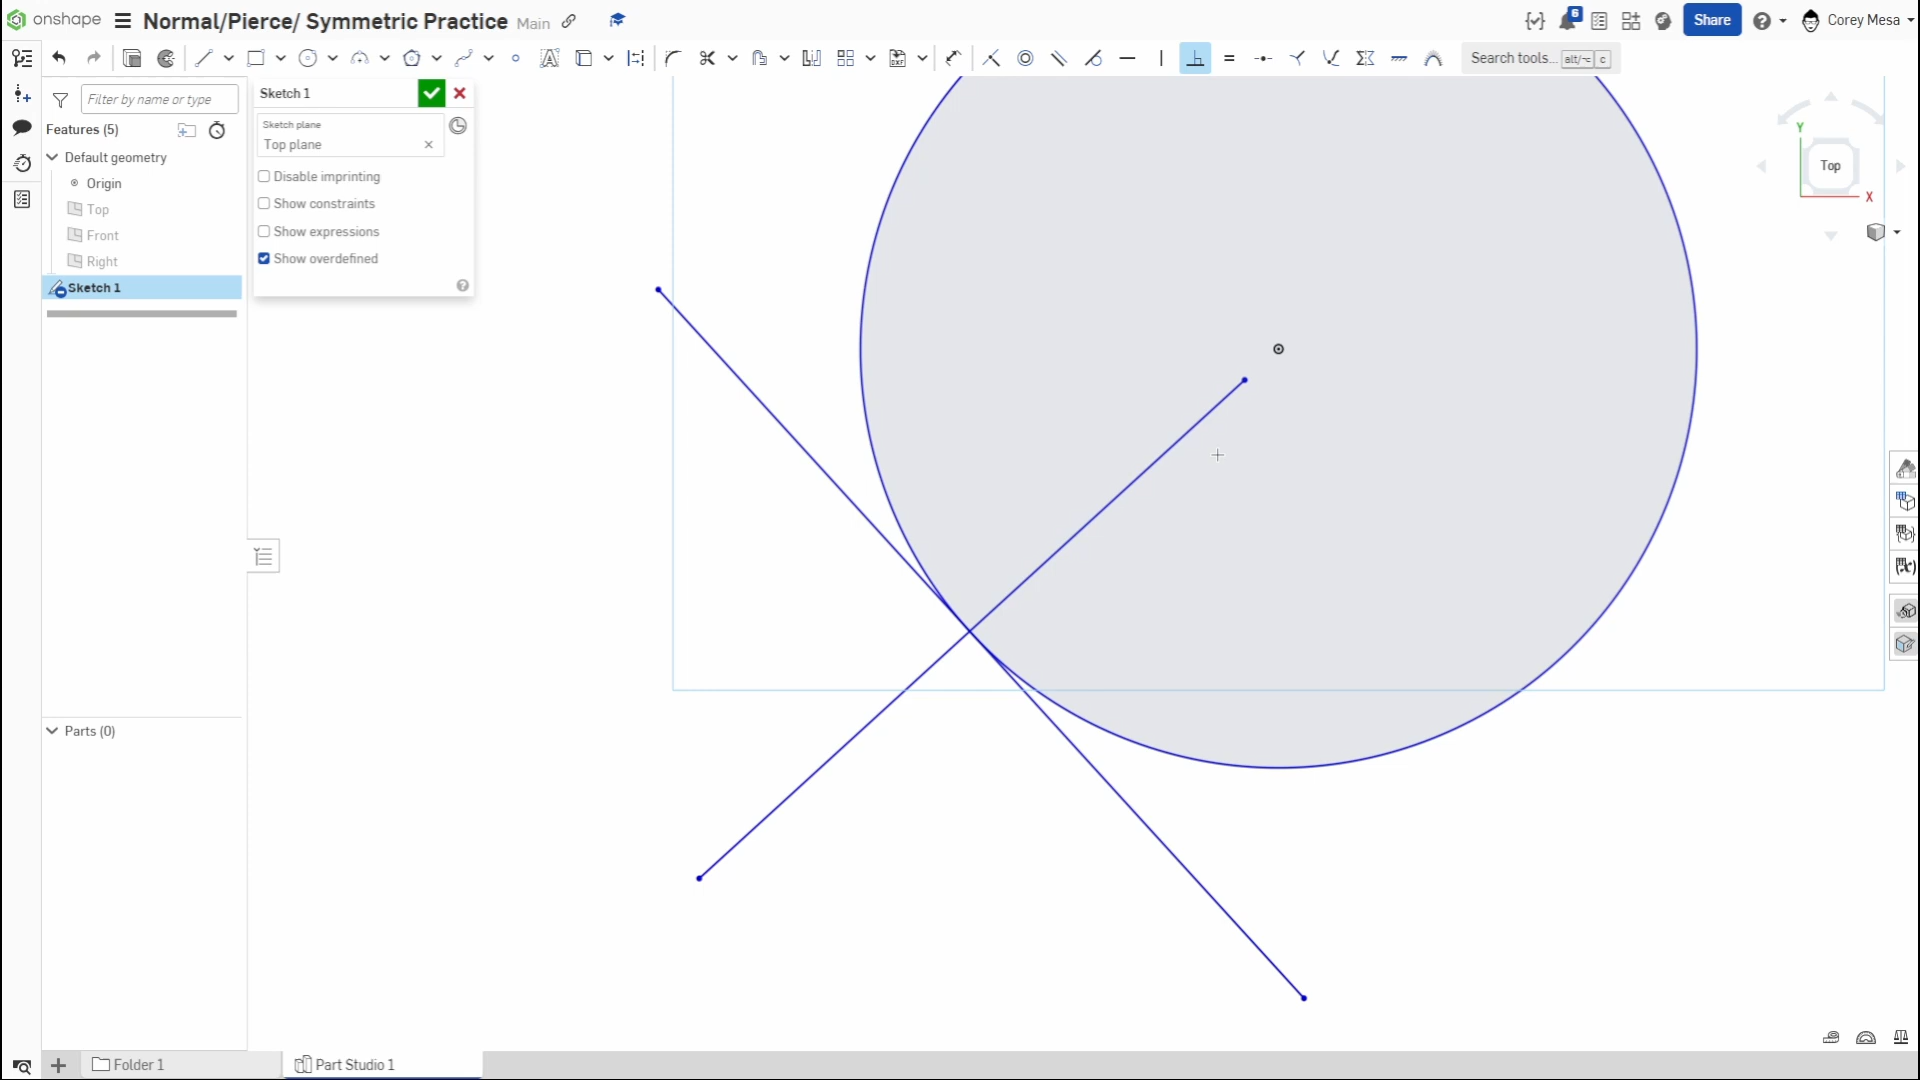 onshape Normal/Pierce/ Symmetric Practice Main 6 Share Corey Mesa
Search tools... alt/⌥ c
Filter by name or type
Features (5)
Default geometry
Origin
Top
Front
Right
Sketch 1
Parts (0)
Sketch 1
Sketch plane
Top plane
Disable imprinting
Show constraints
Show expressions
Show overdefined
Y
Top
X
Folder 1
Part Studio 1